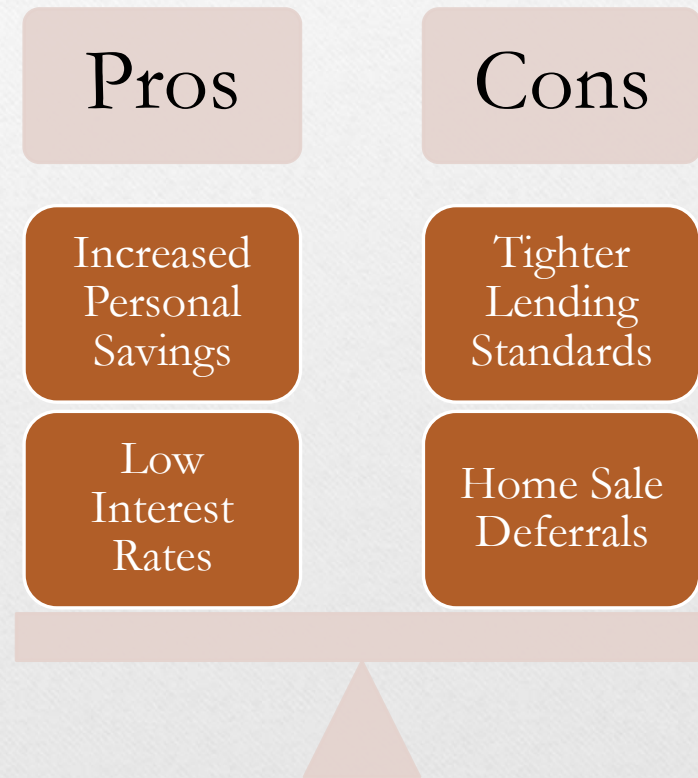 Pros
Cons
Increased
Personal
Savings
Tighter
Lending
Standards
Low
Interest
Rates
Home Sale
Deferrals